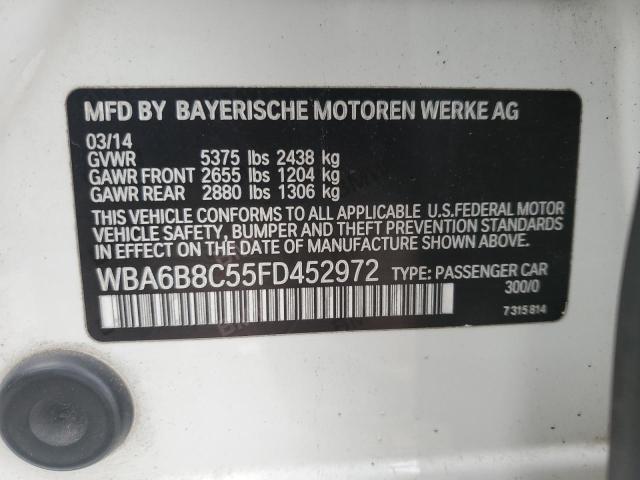 MFD BY BAYERISCHE MOTOREN WERKE AG
03/14
GVWR 5375 lbs 2438 kg
GAWR FRONT 2655 lbs 1204 kg
GAWR REAR 2880 lbs 1306 kg
THIS VEHICLE CONFORMS TO ALL APPLICABLE U.S.FEDERAL MOTOR
VEHICLE SAFETY, BUMPER AND THEFT PREVENTION STANDARDS
IN EFFECT ON THE DATE OF MANUFACTURE SHOWN ABOVE.
WBA6B8C55FD452972 TYPE: PASSENGER CAR
300/0
7315814